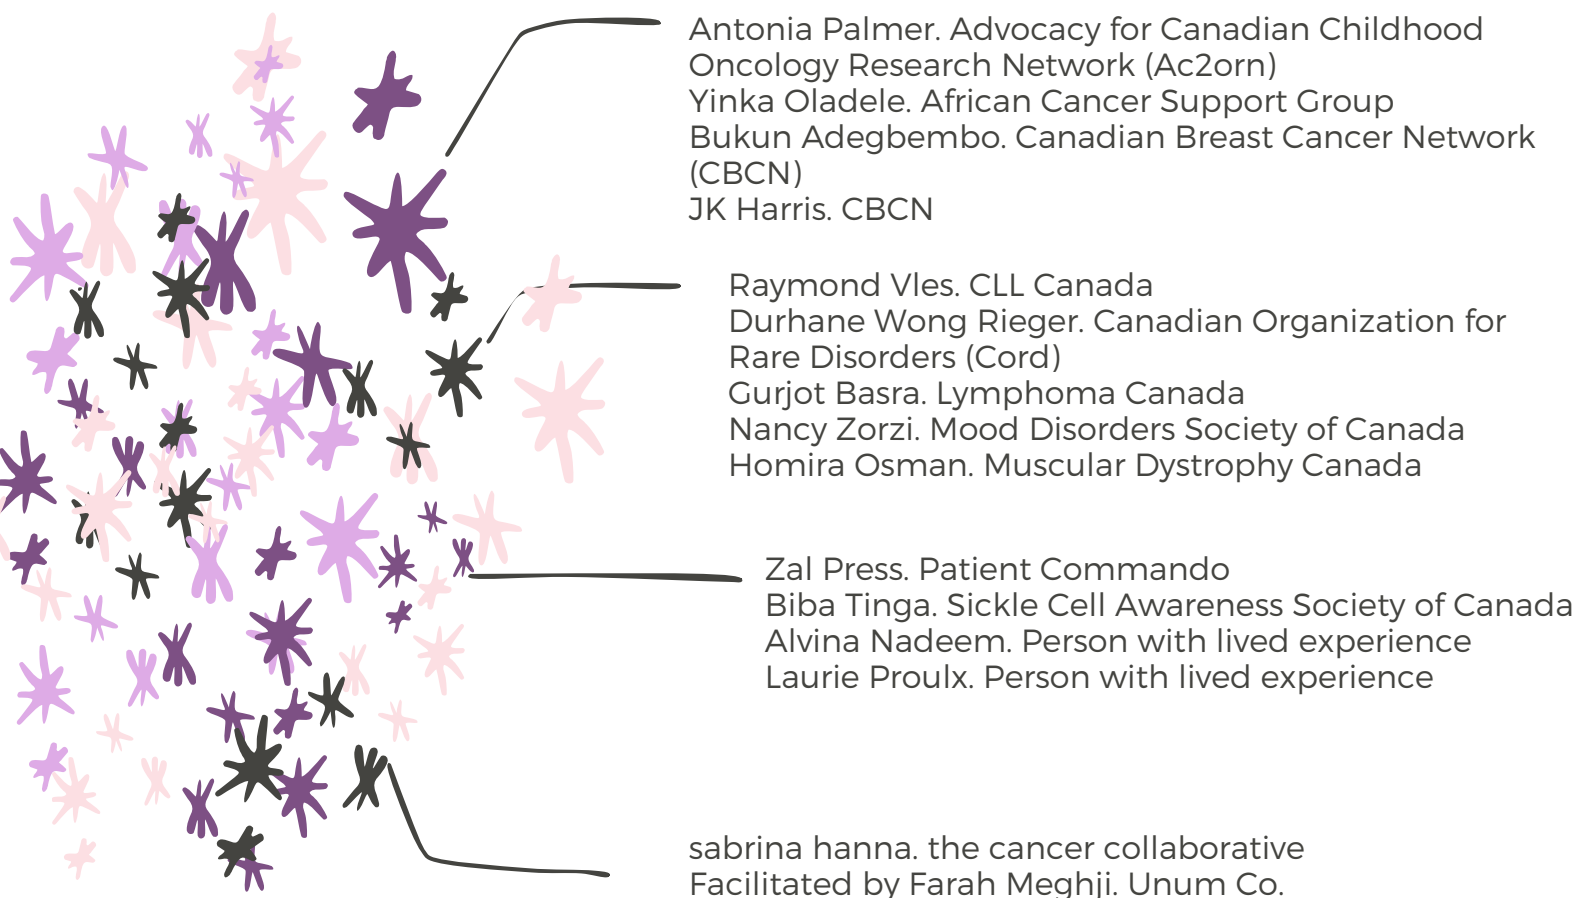 Antonia Palmer. Advocacy for Canadian Childhood
Oncology Research Network (Ac2orn)
Yinka Oladele. African Cancer Support Group
Bukun Adegbembo. Canadian Breast Cancer Network
(CBCN)
JK Harris. CBCN
Raymond Vles. CLL Canada
Durhane Wong Rieger. Canadian Organization for
Rare Disorders (Cord)
Gurjot Basra. Lymphoma Canada
Nancy Zorzi. Mood Disorders Society of Canada
Homira Osman. Muscular Dystrophy Canada
Zal Press. Patient Commando
Biba Tinga. Sickle Cell Awareness Society of Canada
Alvina Nadeem. Person with lived experience
Laurie Proulx. Person with lived experience
sabrina hanna. the cancer collaborative
Facilitated by Farah Meghji. Unum Co.